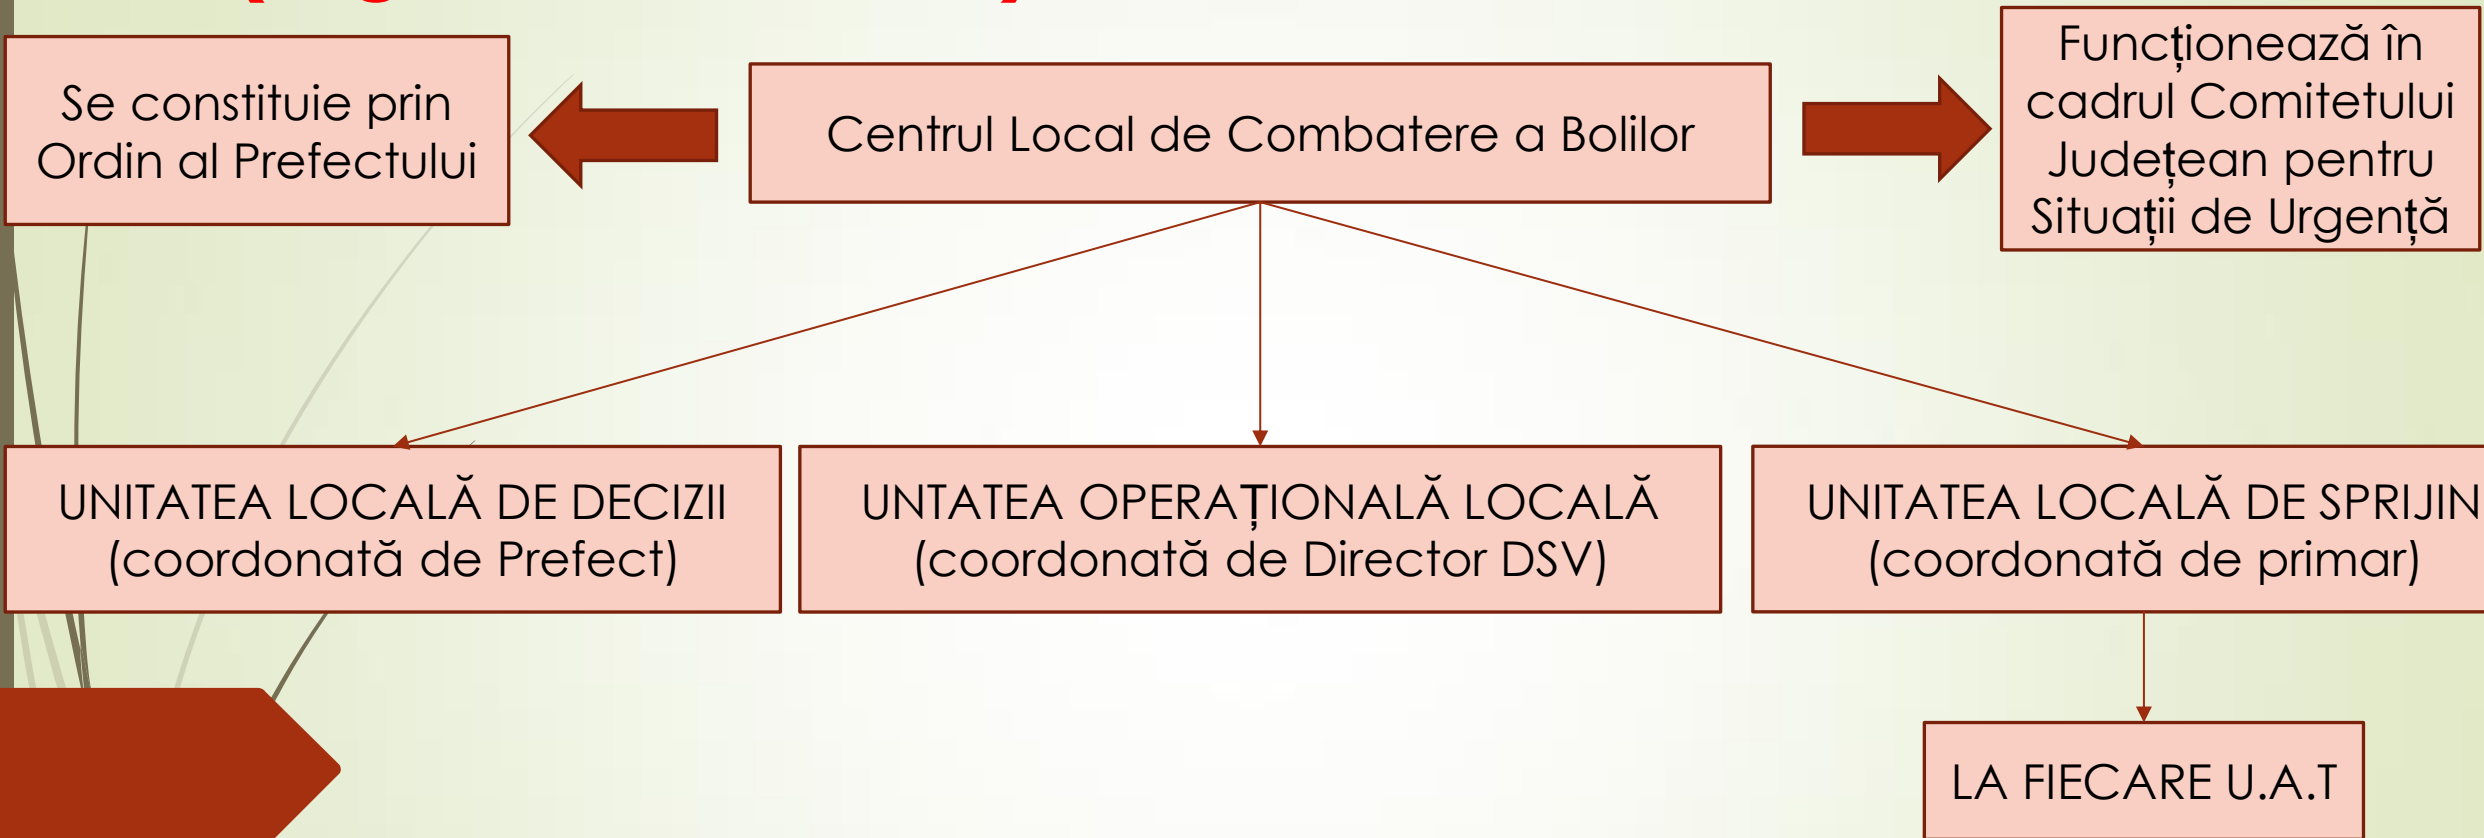 Se constituie prin
Ordin al Prefectului
Centrul Local de Combatere a Bolilor
Funcționează în
cadrul Comitetului
Județean pentru
Situații de Urgență
UNITATEA LOCALĂ DE DECIZII
(coordonată de Prefect)
UNTATEA OPERAȚIONALĂ LOCALĂ
(coordonată de Director DSV)
UNITATEA LOCALĂ DE SPRIJIN
(coordonată de primar)
LA FIECARE U.A.T